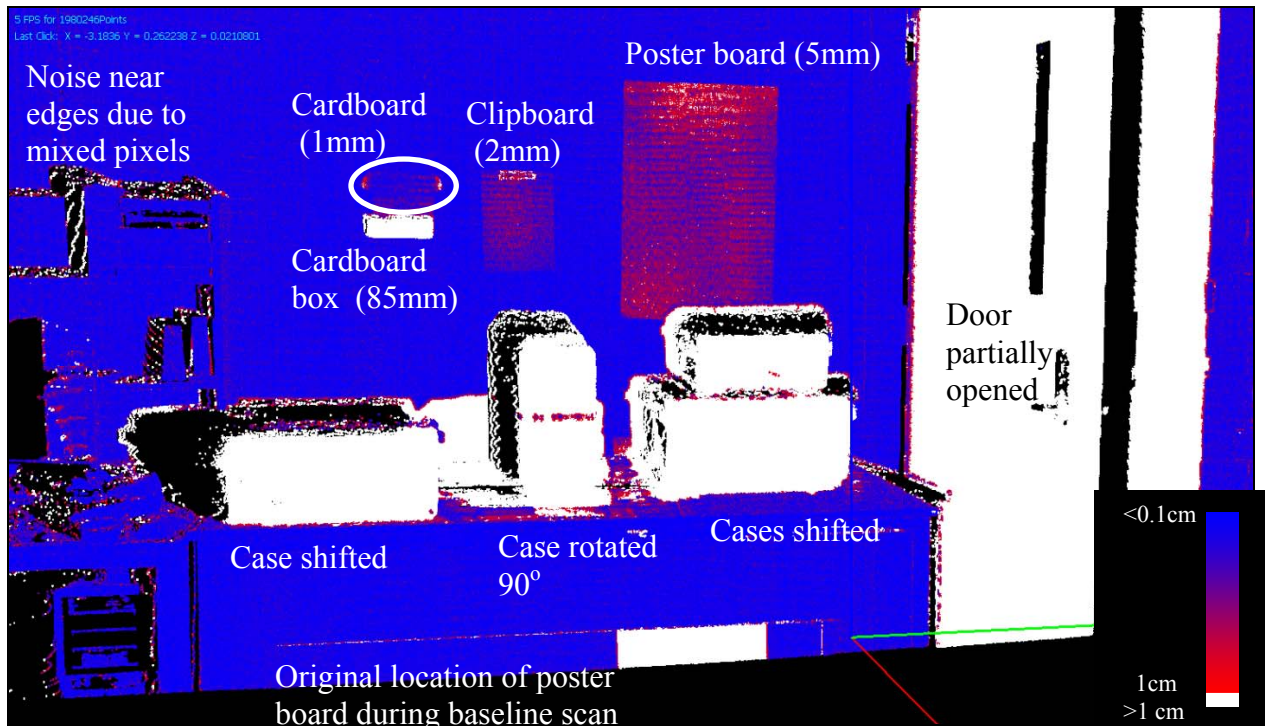 5 FPS for 1980246Points
Last Click:  X = -3.1836 Y = 0.262238 Z = 0.0210801
Noise near
edges due to
mixed pixels
Cardboard
(1mm)
Clipboard
(2mm)
Poster board (5mm)
Cardboard
box  (85mm)
Door
partially
opened
Case shifted
Case rotated
90°
Cases shifted
Original location of poster
board during baseline scan
<0.1cm
1cm
>1 cm